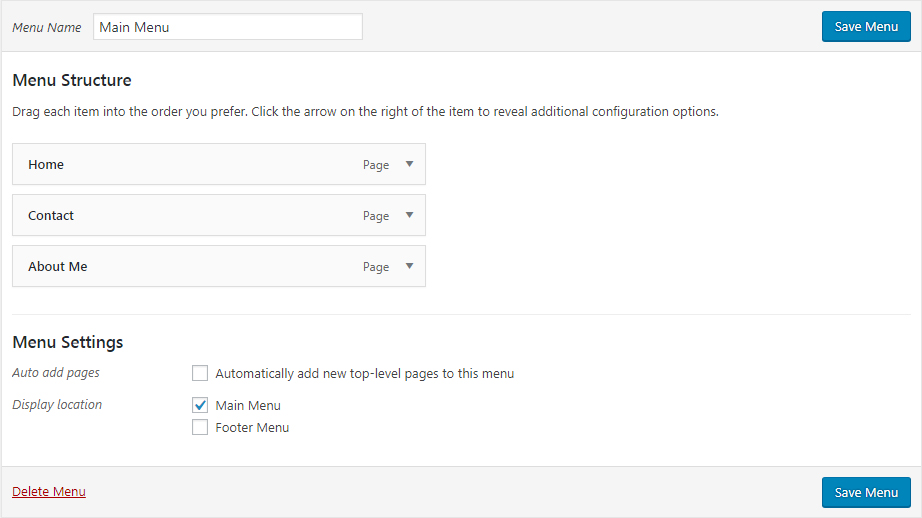 Menu Name Main Menu Save Menu
Menu Structure
Drag each item into the order you prefer. Click the arrow on the right of the item to reveal additional configuration options.
Home Page
Contact Page
About Me Page
Menu Settings
Auto add pages Automatically add new top-level pages to this menu
Display location Main Menu
Footer Menu
Delete Menu Save Menu